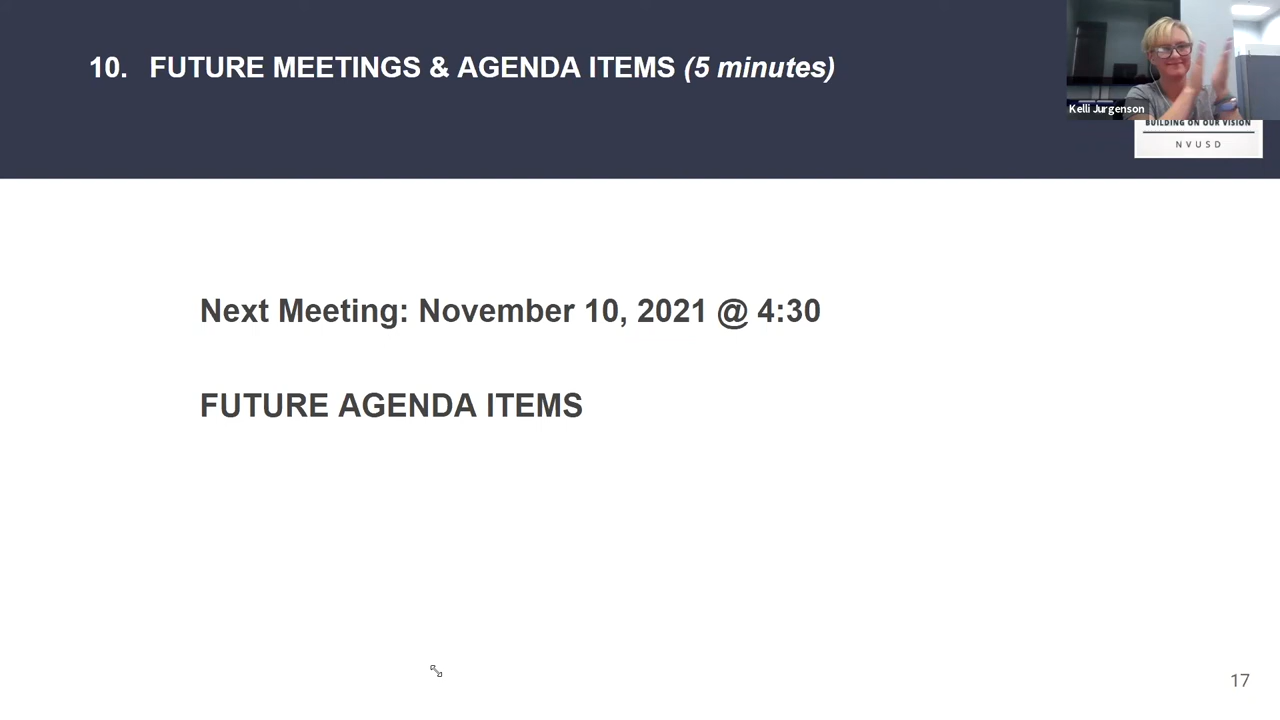 10. FUTURE MEETINGS & AGENDA ITEMS (5 minutes)
Kelli Jurgenson
BUILDING ON OUR VISION
NVUSD
Next Meeting: November 10, 2021 @ 4:30
FUTURE AGENDA ITEMS
17